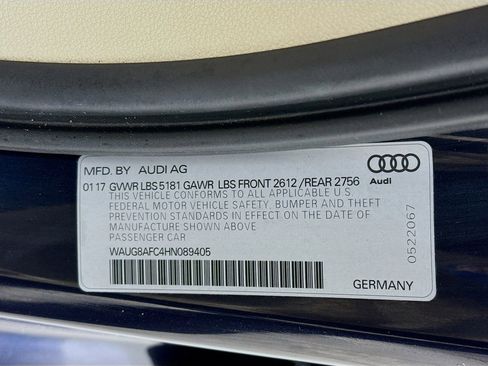 MFD. BY AUDI AG
01 17 GVWR LBS 5181 GAWR LBS FRONT 2612 /REAR 2756
Audi
THIS VEHICLE CONFORMS TO ALL APPLICABLE U.S.
FEDERAL MOTOR VEHICLE SAFETY, BUMPER AND THEFT
PREVENTION STANDARDS IN EFFECT ON THE DATE OF
MANUFACTURE SHOWN ABOVE
PASSENGER CAR
WAUG8AFC4HN089405
GERMANY
0522067